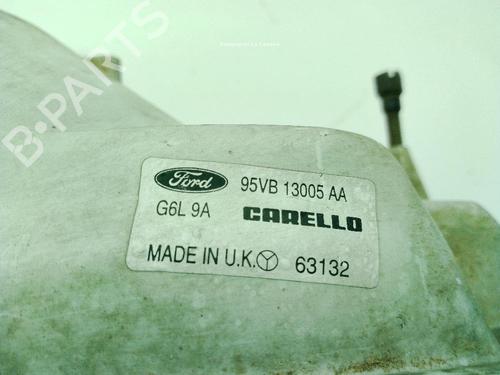 B-PARTS
Ford 95VB 13005 AA
G6L 9A CARELLO
MADE IN U.K. 63132